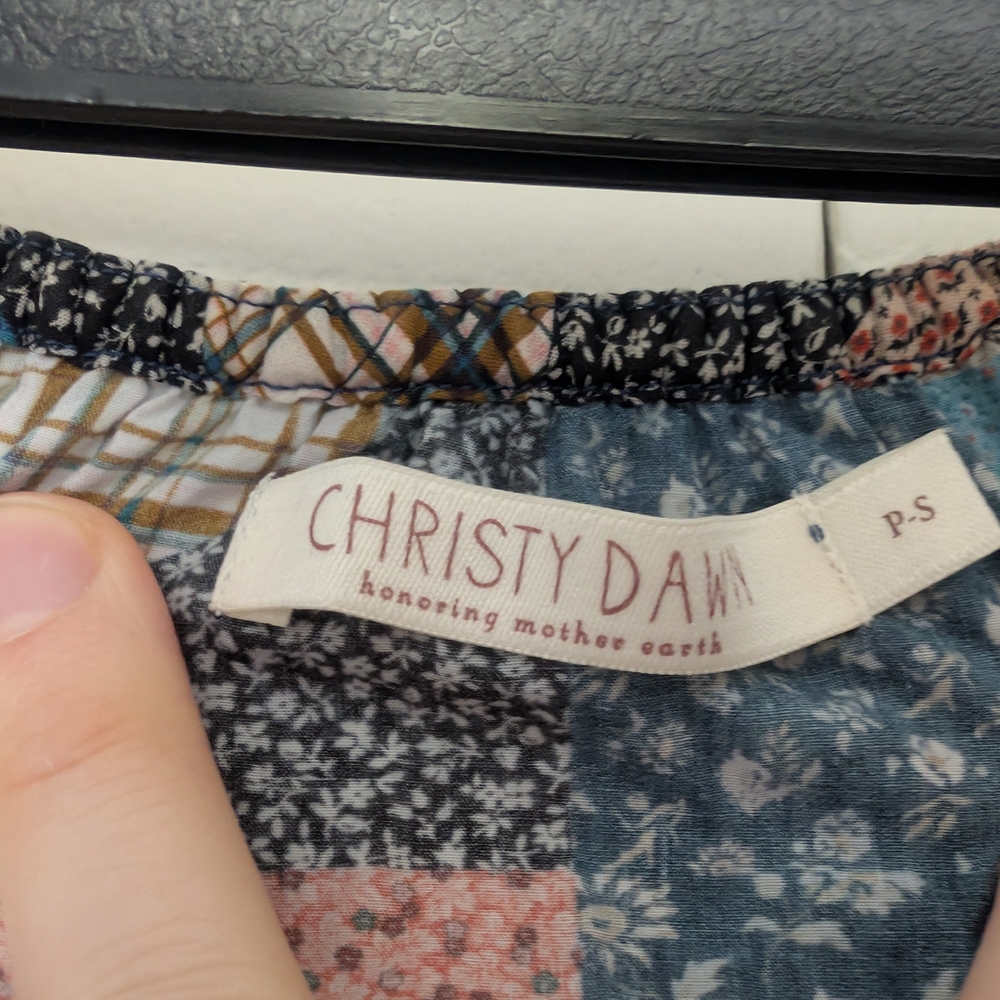 CHRISTY DAWN
honoring mother earth
P-S